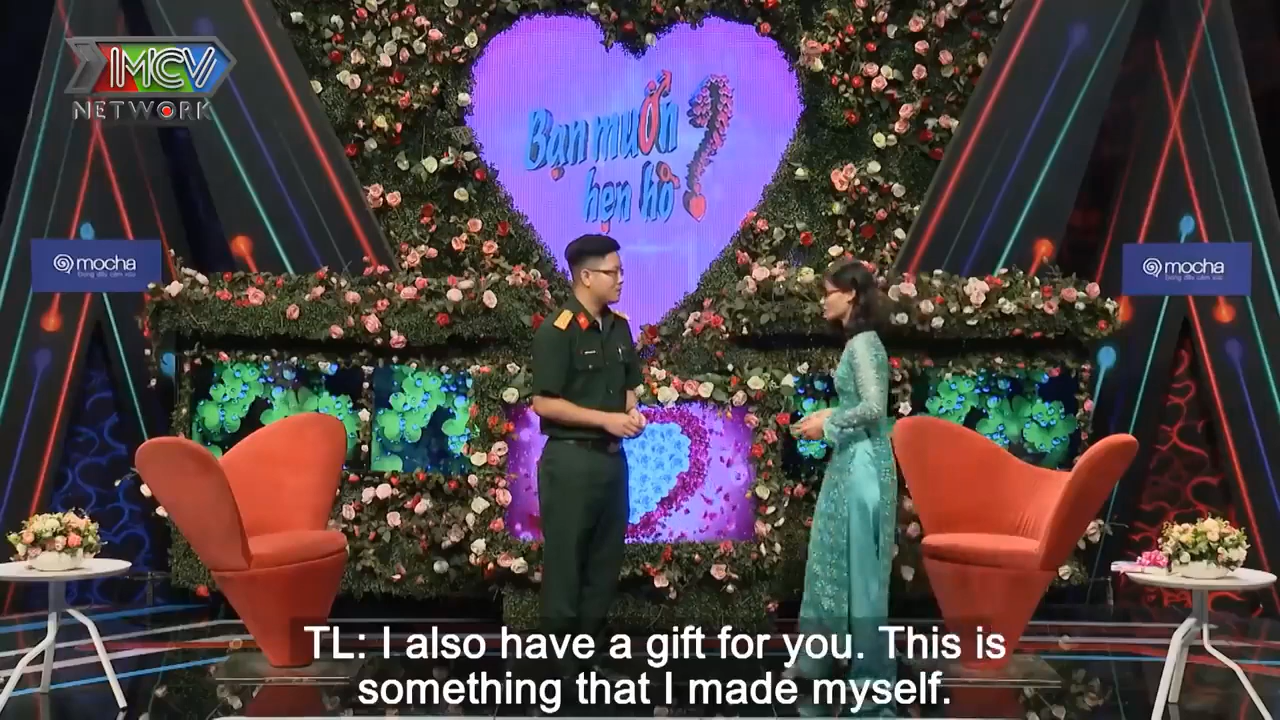 MCV
NETWORK
Bạn muốn
hẹn hò ?
mocha
mocha
TL: I also have a gift for you. This is
something that I made myself.